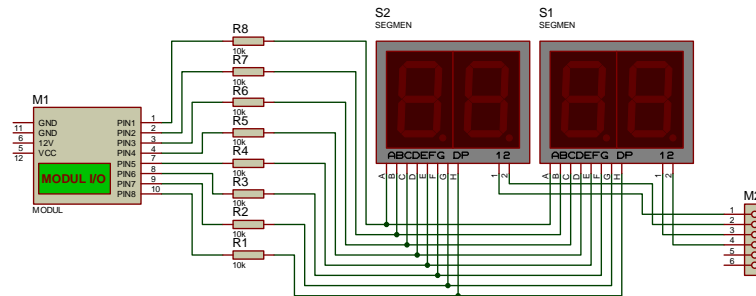 S2
SEGMEN
S1
SEGMEN
R8
10k
R7
10k
R6
10k
R5
10k
R4
10k
R3
10k
R2
10k
R1
10k
M1
GND
GND
12V
VCC
11
6
5
12
PIN1
PIN2
PIN3
PIN4
PIN5
PIN6
PIN7
PIN8
1
2
3
4
7
8
9
10
MODUL I/O
MODUL
ABCDEFG DP 12
A B C D E F G H 1 2
ABCDEFG DP 12
A B C D E F G H 1 2
M2
1
2
3
4
5
6